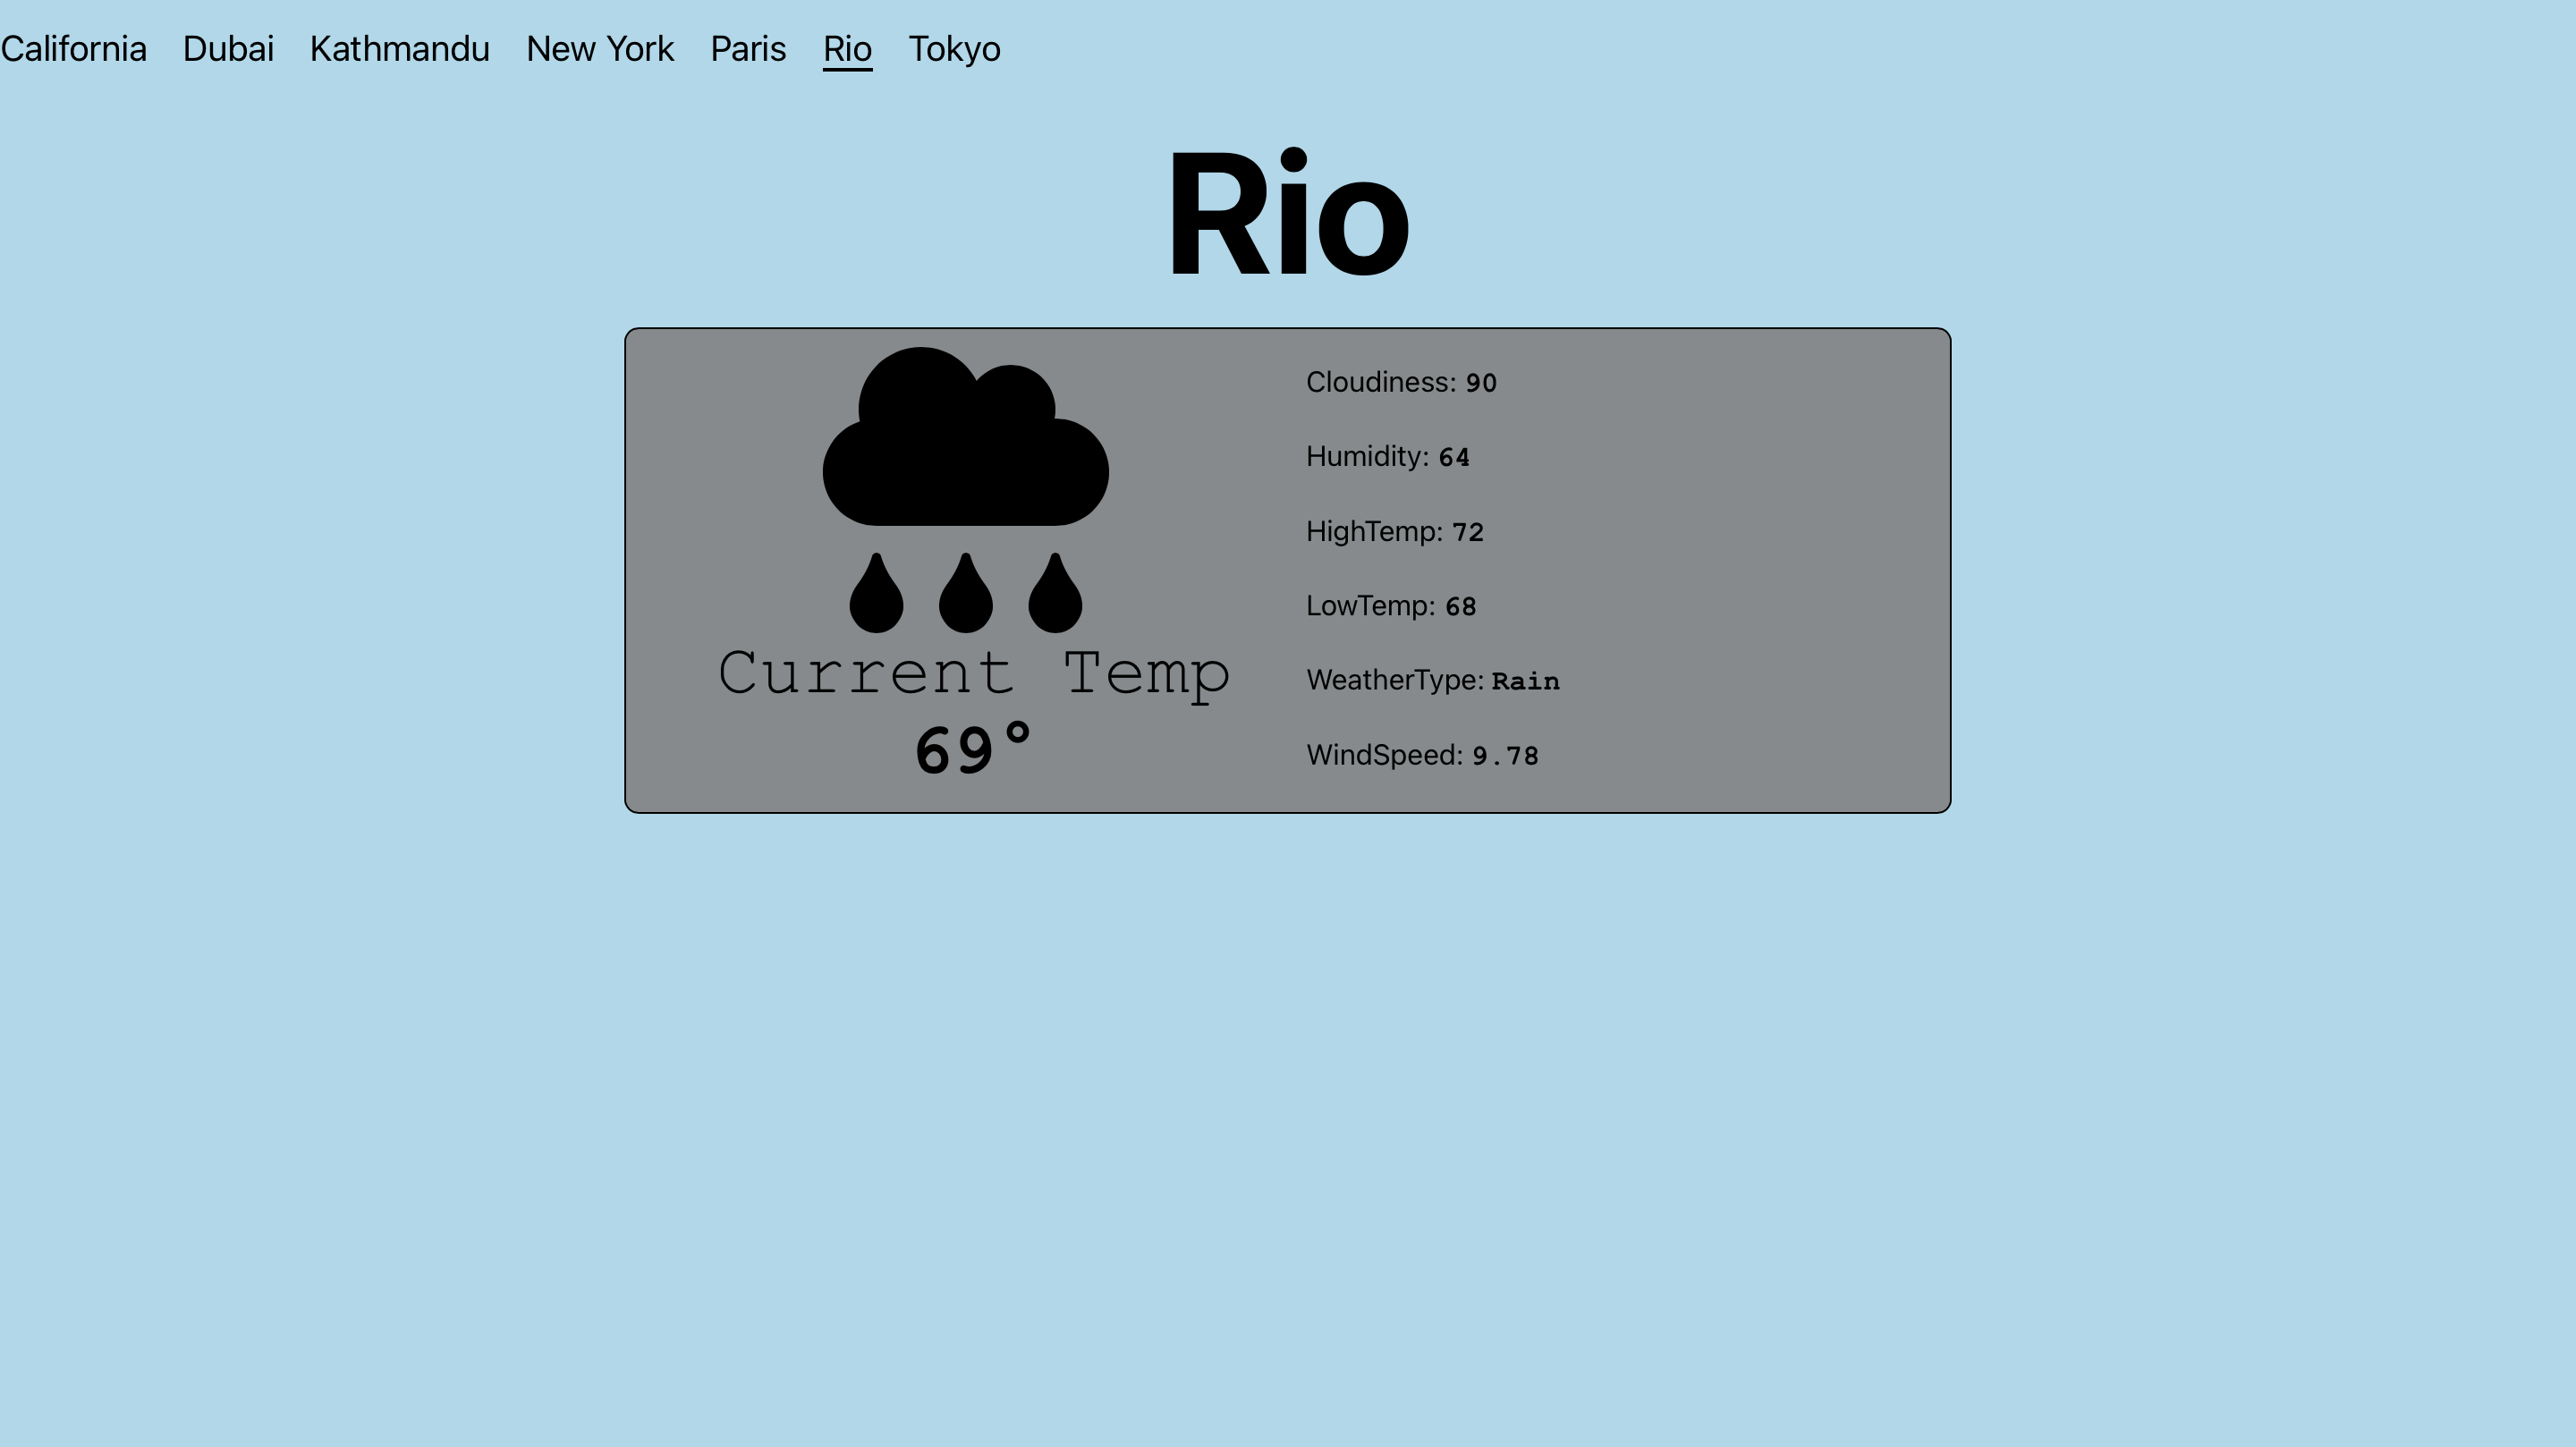 California Dubai Kathmandu New York Paris Rio Tokyo
Rio
Current Temp
69°
Cloudiness: 90
Humidity: 64
HighTemp: 72
LowTemp: 68
WeatherType: Rain
WindSpeed: 9.78